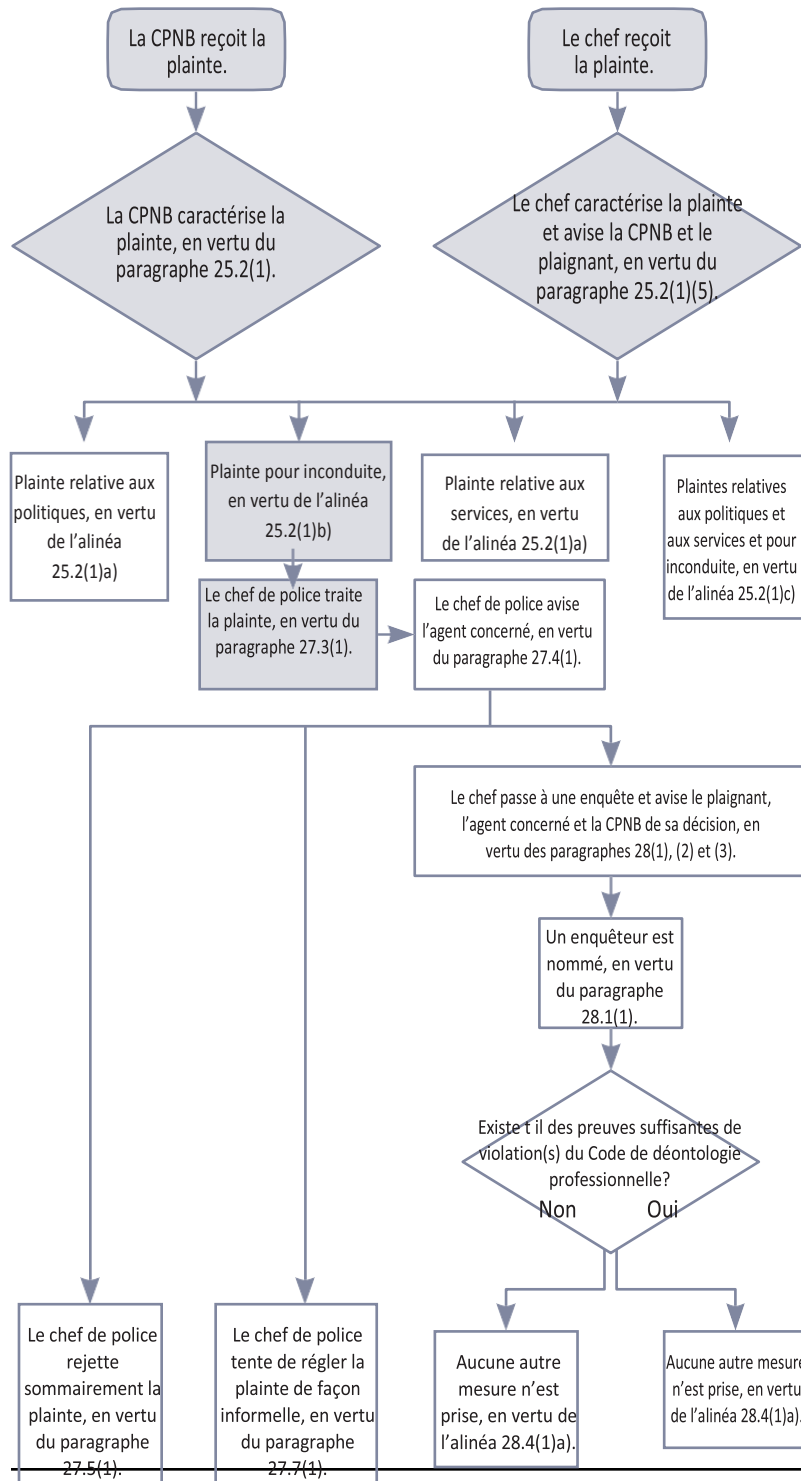 La CPNB reçoit la
plainte.
Le chef reçoit
la plainte.
La CPNB caractérise la
plainte, en vertu du
paragraphe 25.2(1).
Le chef caractérise la plainte
et avise la CPNB et le
plaignant, en vertu du
paragraphe 25.2(1)(5).
Plainte relative aux
politiques, en vertu
de l'alinéa
25.2(1)a)
Plainte pour inconduite,
en vertu de l'alinéa
25.2(1)b)
Plainte relative aux
services, en vertu
de l'alinéa 25.2(1)a)
Plaintes relatives
aux politiques et
aux services et pour
inconduite, en vertu
de l'alinéa 25.2(1)c)
Le chef de police traite
la plainte, en vertu du
paragraphe 27.3(1).
Le chef de police avise
l'agent concerné, en vertu
du paragraphe 27.4(1).
Le chef passe à une enquête et avise le plaignant,
l'agent concerné et la CPNB de sa décision, en
vertu des paragraphes 28(1), (2) et (3).
Un enquêteur est
nommé, en vertu
du paragraphe
28.1(1).
Existe t il des preuves suffisantes de
violation(s) du Code de déontologie
professionnelle?
Non Oui
Le chef de police
rejette
sommairement la
plainte, en vertu
du paragraphe
27.5(1).
Le chef de police
tente de régler la
plainte de façon
informelle, en vertu
du paragraphe
27.7(1).
Aucune autre
mesure n'est
prise, en vertu de
l'alinéa 28.4(1)a).
Aucune autre mesure
n'est prise, en vertu
de l'alinéa 28.4(1)a).